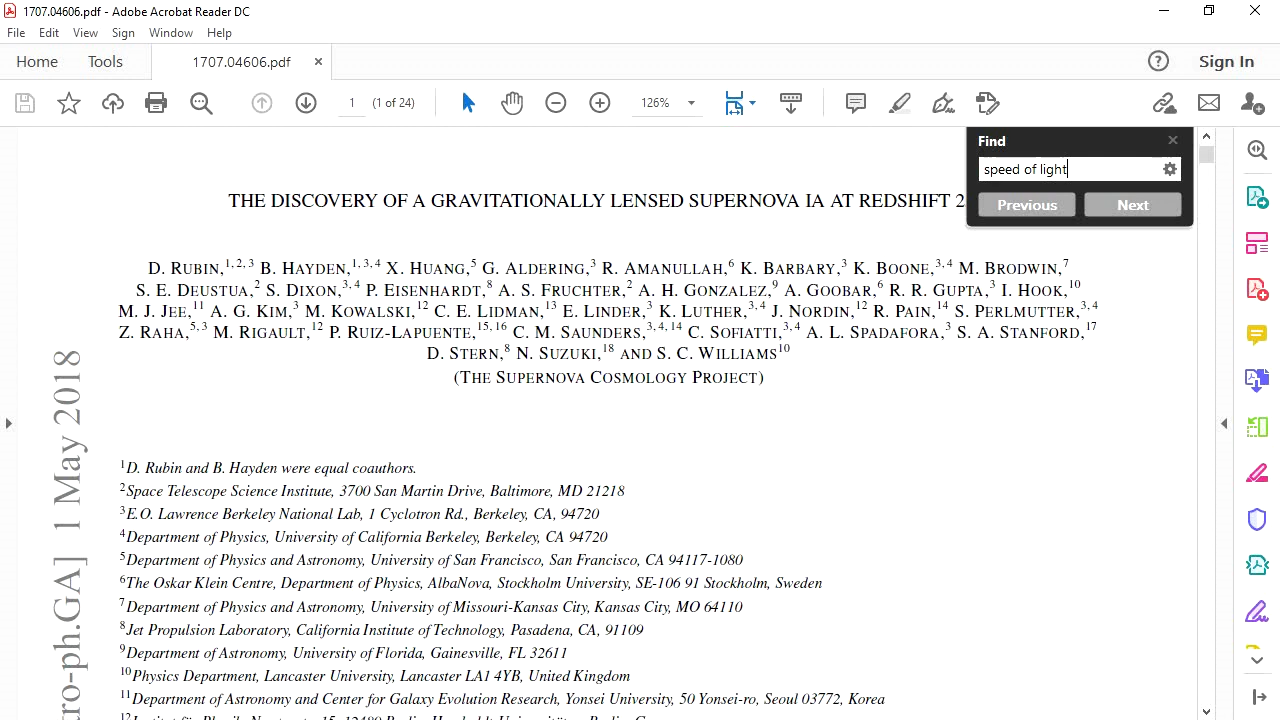 1707.04606.pdf - Adobe Acrobat Reader DC
File Edit View Sign Window Help
Home Tools 1707.04606.pdf × Sign In
1 (1 of 24) 126%
Find
speed of light
Previous Next
THE DISCOVERY OF A GRAVITATIONALLY LENSED SUPERNOVA IA AT REDSHIFT 2
D. RUBIN,1, 2, 3 B. HAYDEN,1, 3, 4 X. HUANG,5 G. ALDERING,3 R. AMANULLAH,6 K. BARBARY,3 K. BOONE,3, 4 M. BRODWIN,7
S. E. DEUSTUA,2 S. DIXON,3, 4 P. EISENHARDT,8 A. S. FRUCHTER,2 A. H. GONZALEZ,9 A. GOOBAR,6 R. R. GUPTA,3 I. HOOK,10
M. J. JEE,11 A. G. KIM,3 M. KOWALSKI,12 C. E. LIDMAN,13 E. LINDER,3 K. LUTHER,3, 4 J. NORDIN,12 R. PAIN,14 S. PERLMUTTER,3, 4
Z. RAHA,5, 3 M. RIGAULT,12 P. RUIZ-LAPUENTE,15, 16 C. M. SAUNDERS,3, 4, 14 C. SOFIATTI,3, 4 A. L. SPADAFORA,3 S. A. STANFORD,17
D. STERN,8 N. SUZUKI,18 AND S. C. WILLIAMS10
(THE SUPERNOVA COSMOLOGY PROJECT)
1D. Rubin and B. Hayden were equal coauthors.
2Space Telescope Science Institute, 3700 San Martin Drive, Baltimore, MD 21218
3E.O. Lawrence Berkeley National Lab, 1 Cyclotron Rd., Berkeley, CA, 94720
4Department of Physics, University of California Berkeley, Berkeley, CA 94720
5Department of Physics and Astronomy, University of San Francisco, San Francisco, CA 94117-1080
6The Oskar Klein Centre, Department of Physics, AlbaNova, Stockholm University, SE-106 91 Stockholm, Sweden
7Department of Physics and Astronomy, University of Missouri-Kansas City, Kansas City, MO 64110
8Jet Propulsion Laboratory, California Institute of Technology, Pasadena, CA, 91109
9Department of Astronomy, University of Florida, Gainesville, FL 32611
10Physics Department, Lancaster University, Lancaster LA1 4YB, United Kingdom
11Department of Astronomy and Center for Galaxy Evolution Research, Yonsei University, 50 Yonsei-ro, Seoul 03772, Korea
tro-ph.GA] 1 May 2018